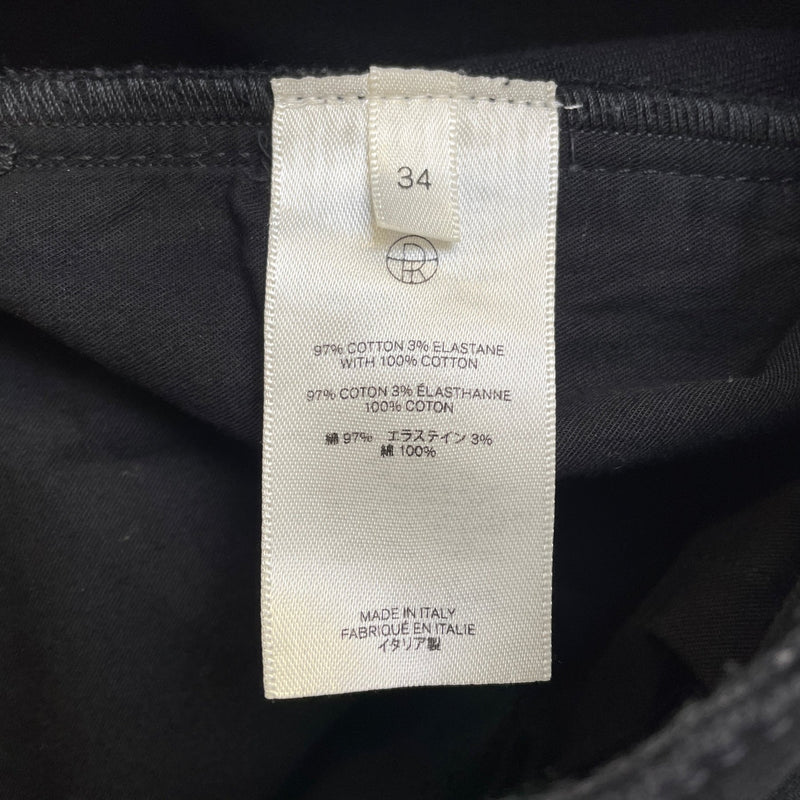 34
R
97% COTTON 3% ELASTANE
WITH 100% COTTON
97% COTON 3% ÉLASTHANNE
100% COTON
綿 97% エラステイン 3%
綿 100%
MADE IN ITALY
FABRIQUÉ EN ITALIE
イタリア製